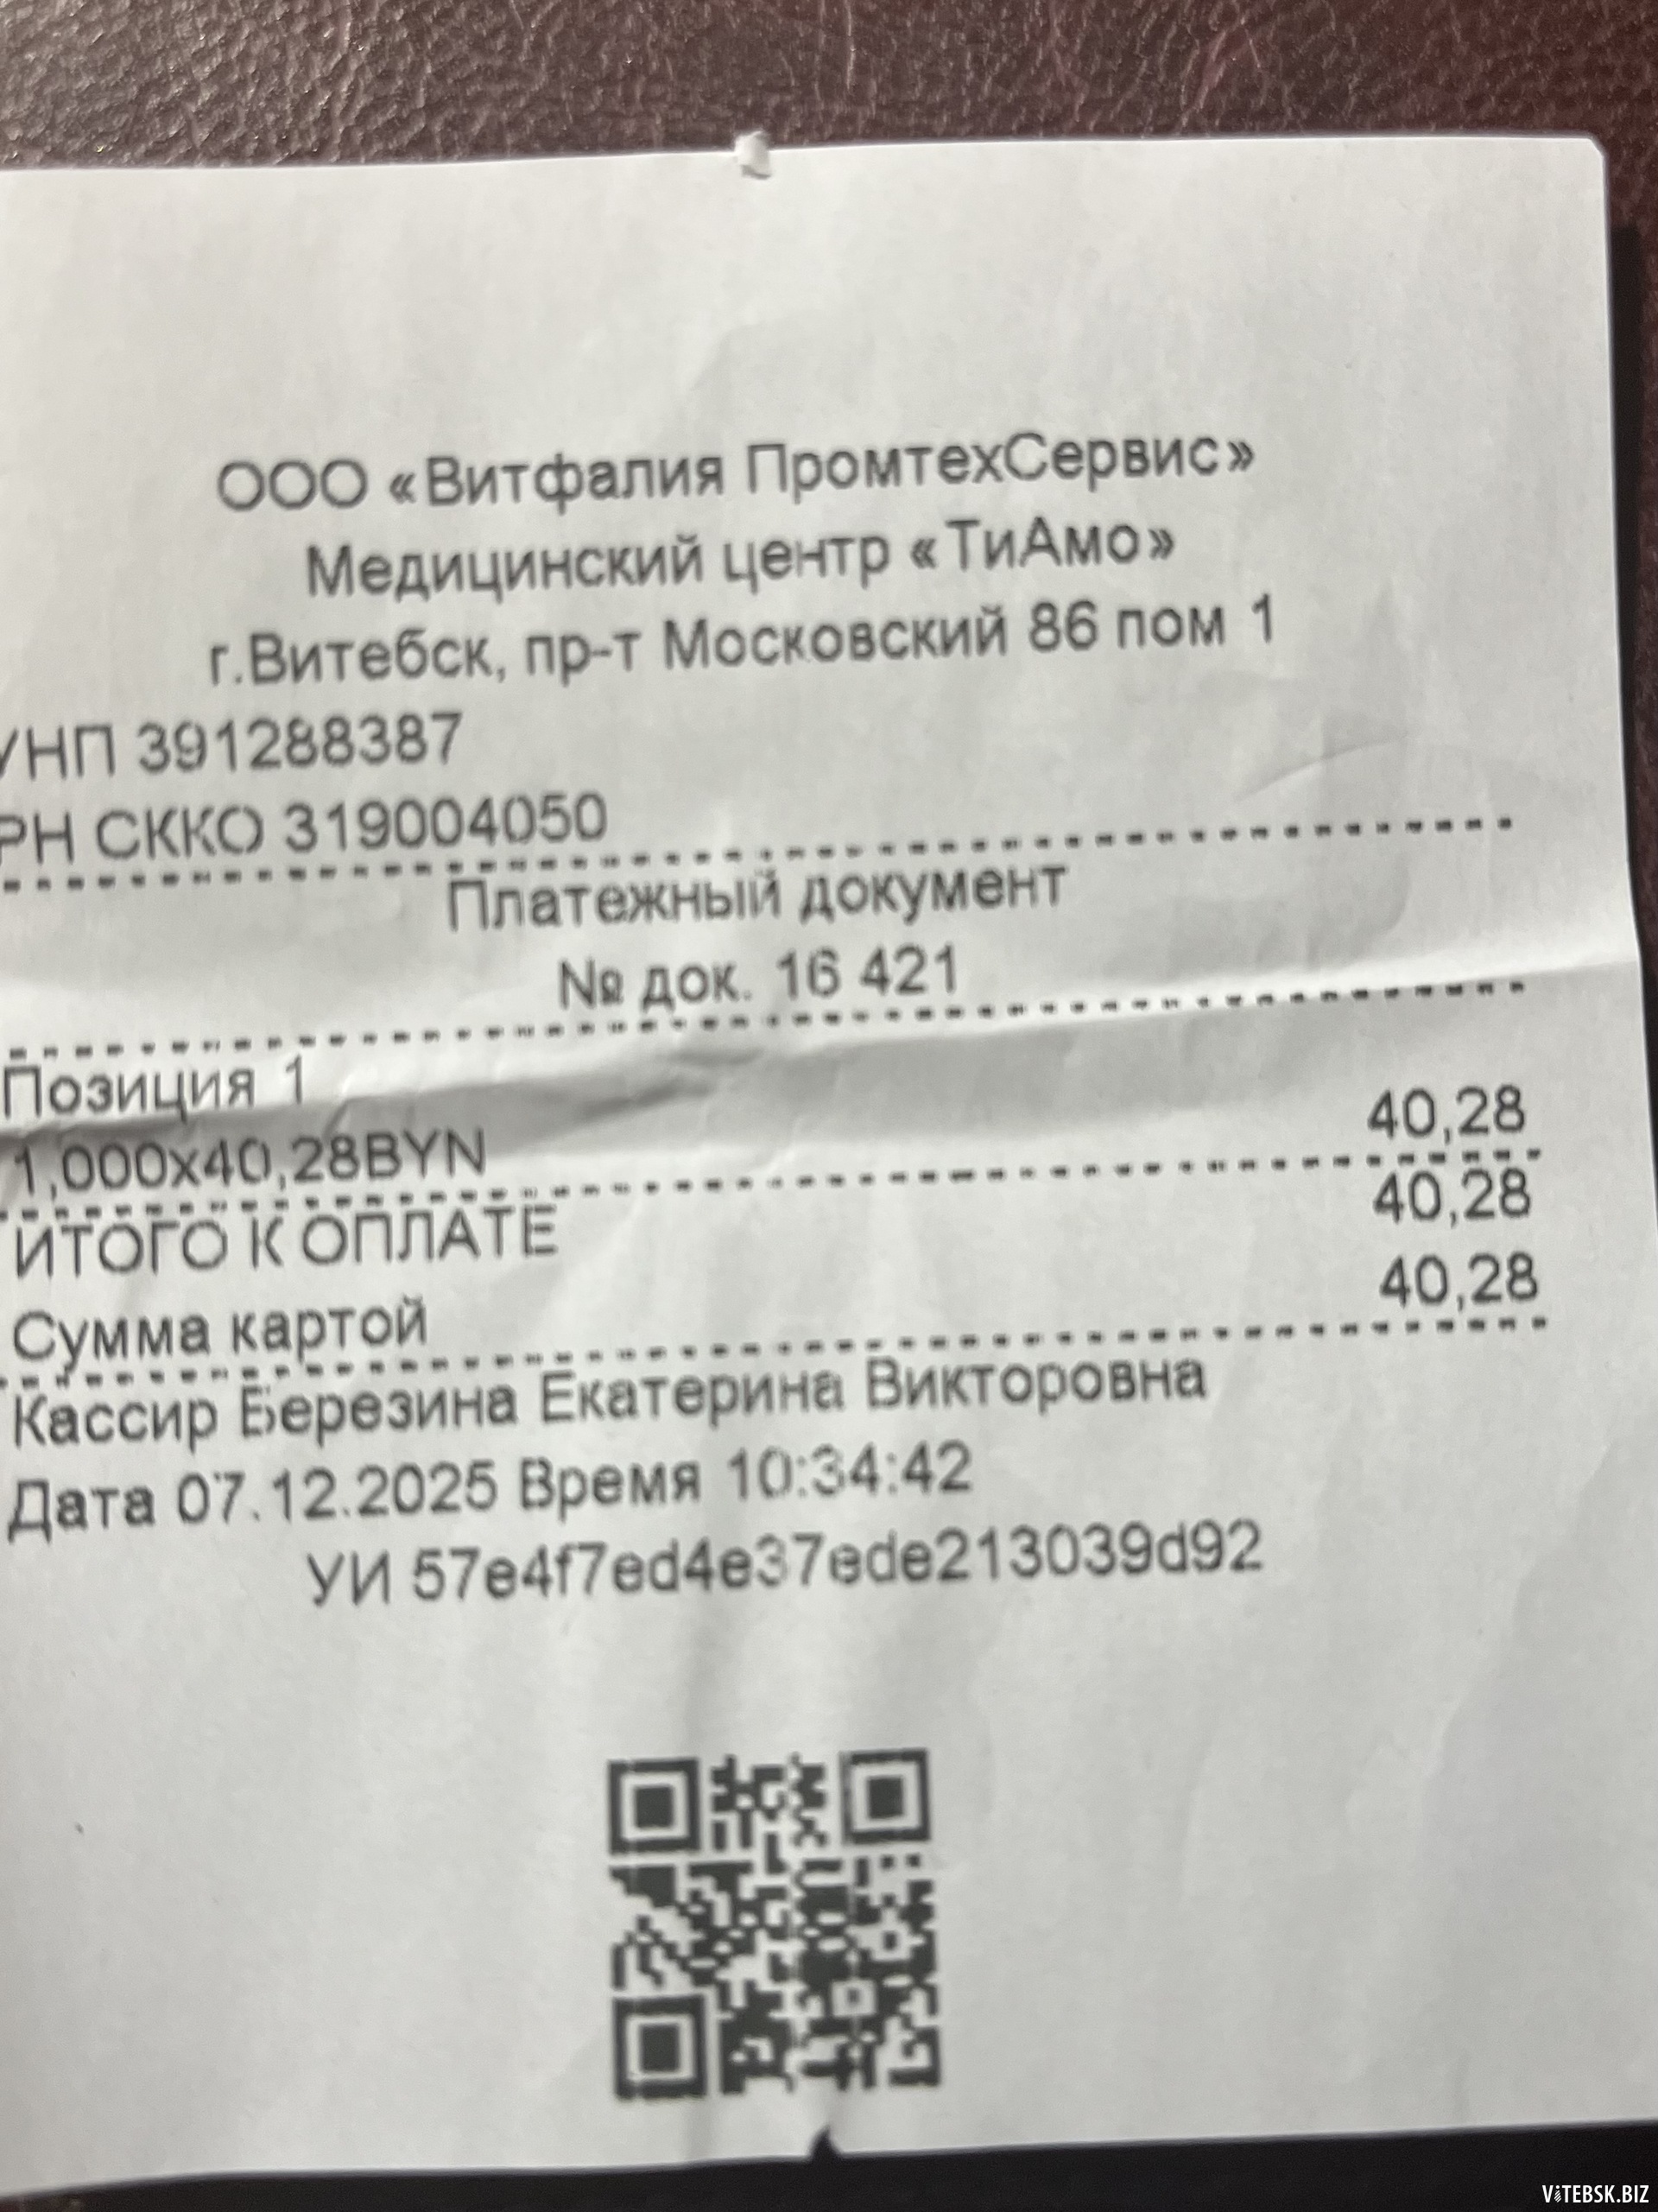 ООО «Витфалия ПромтехСервис»
Медицинский центр «ТиАмо»
г.Витебск, пр-т Московский 86 пом 1
УНП 391288387
РН СККО 319004050
Платежный документ
№ док. 16 421
Позиция 1
1,000x40,28BYN 40,28
ИТОГО К ОПЛАТЕ 40,28
Сумма картой 40,28
Кассир Березина Екатерина Викторовна
Дата 07.12.2025 Время 10:34:42
УИ 57e4f7ed4e37ede213039d92
ViTEBSK.BIZ